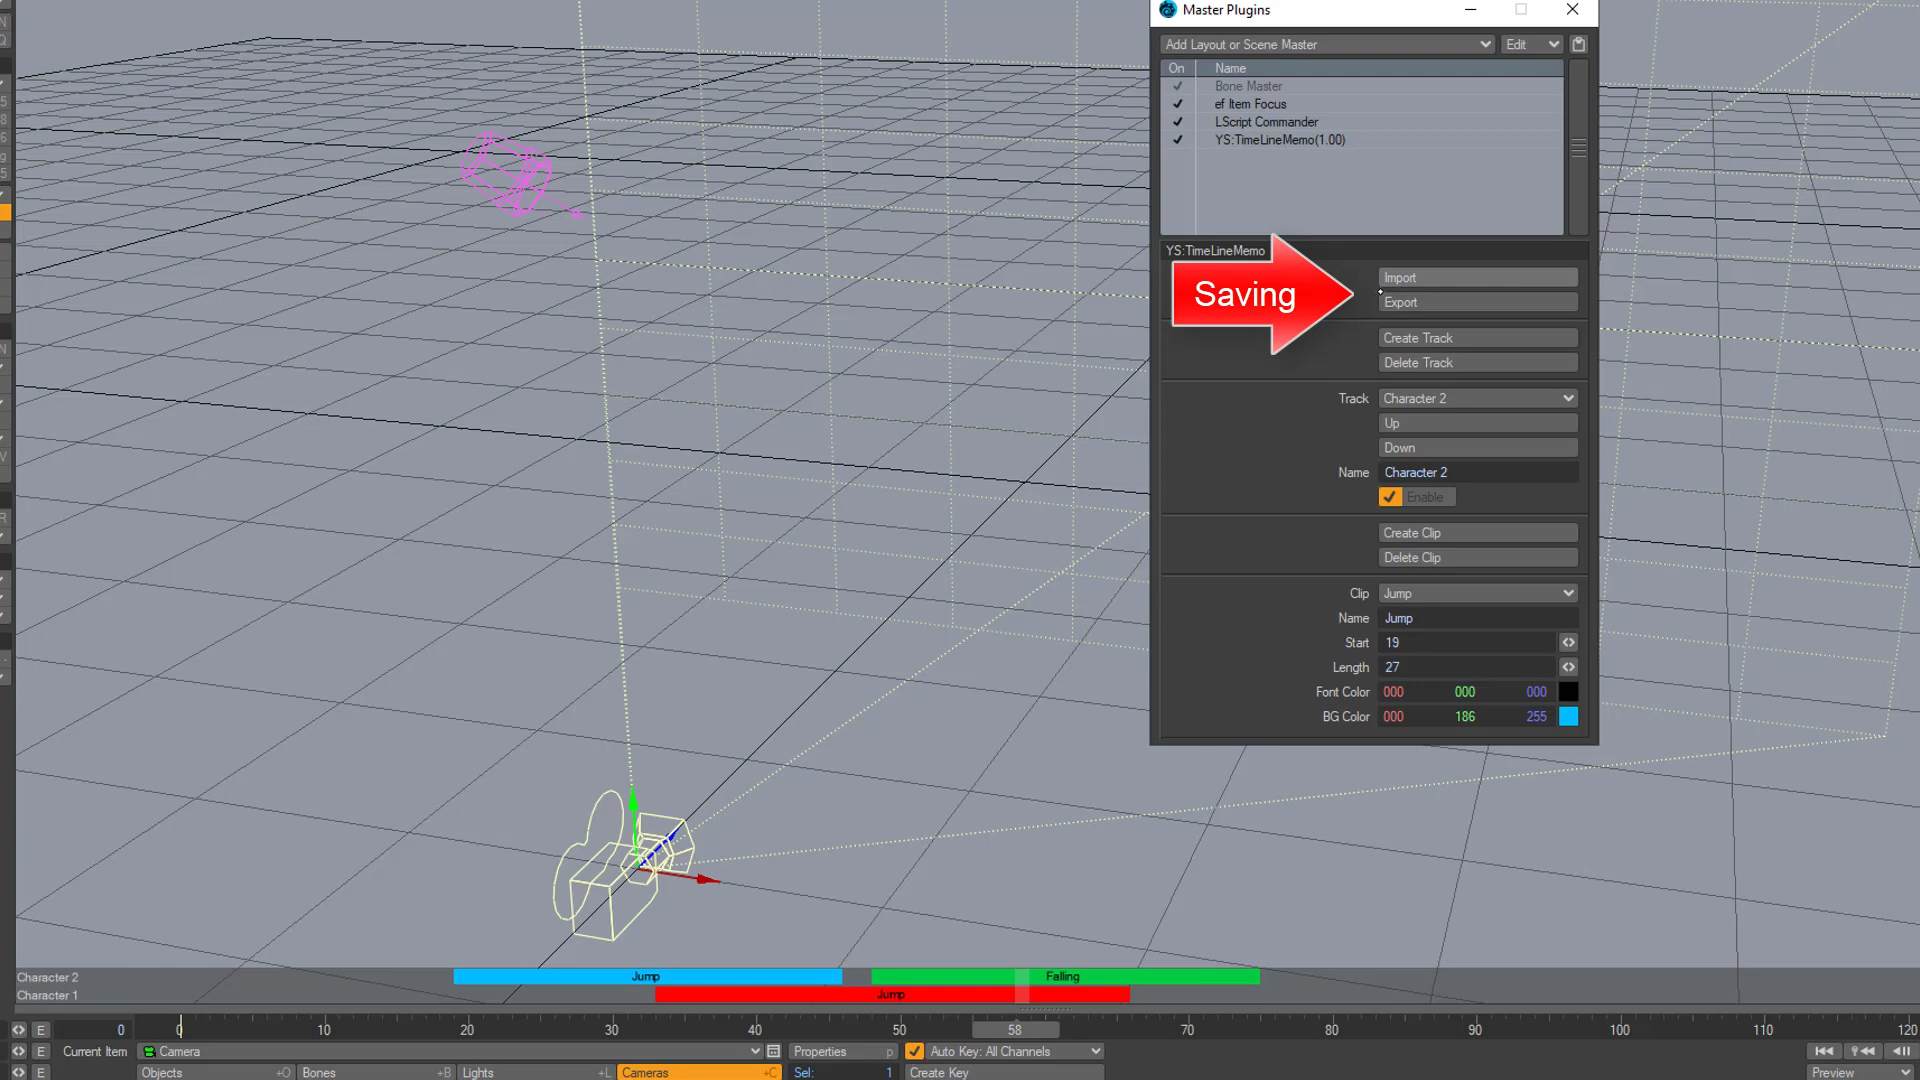 Master Plugins
Add Layout or Scene Master Edit
On Name
Bone Master
ef Item Focus
LScript Commander
YS:TimeLineMemo(1.00)
YS:TimeLineMemo
Import
Saving
Export
Create Track
Delete Track
Track Character 2
Up
Down
Name Character 2
Enable
Create Clip
Delete Clip
Clip Jump
Name Jump
Start 19
Length 27
Font Color 000 000 000
BG Color 000 186 255
Character 2 Jump Falling
Character 1 Jump
E 0 0 10 20 30 40 50 58 70 80 90 100 110 120
E Current Item Camera Properties p Auto Key: All Channels
E Objects +O Bones +B Lights +L Cameras +C Sel: 1 Create Key Preview